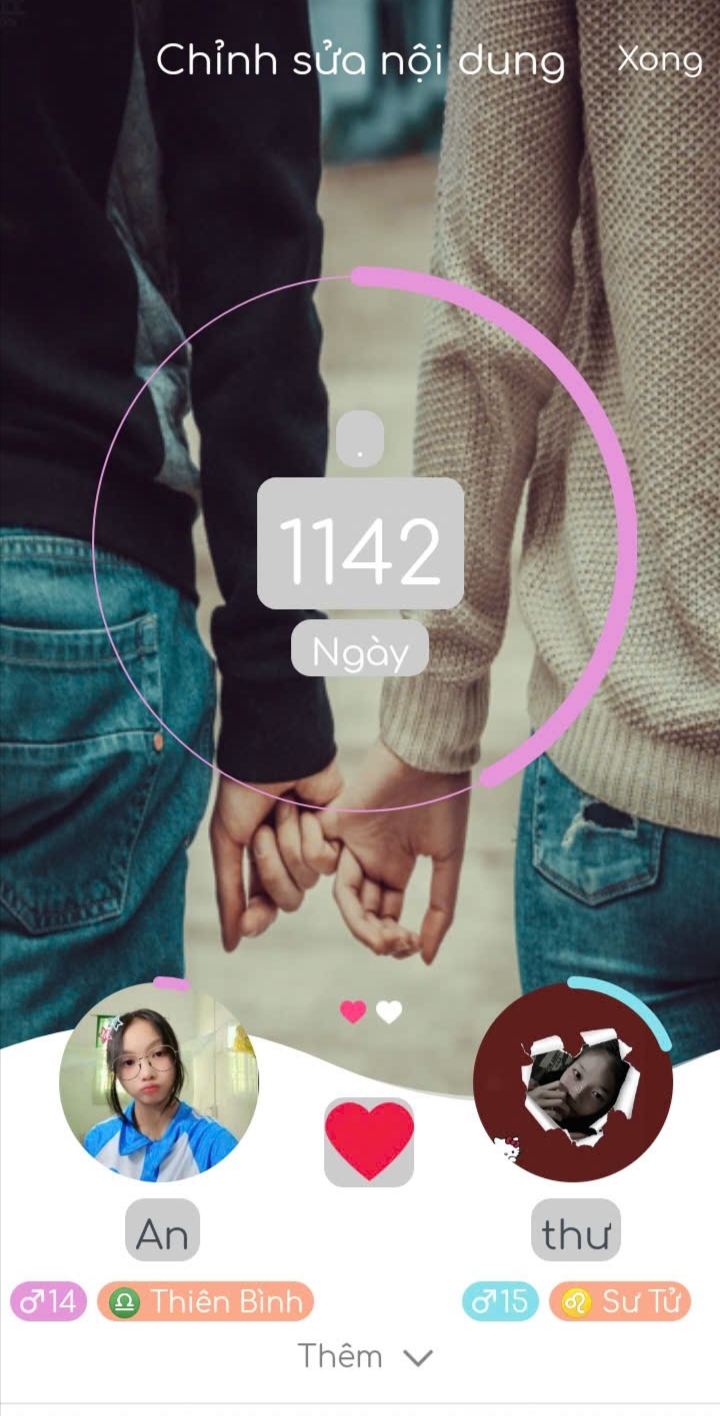 Chỉnh sửa nội dung
Xong
.
1142
Ngày
An
thư
♂14
♎ Thiên Bình
♂15
♌ Sư Tử
Thêm